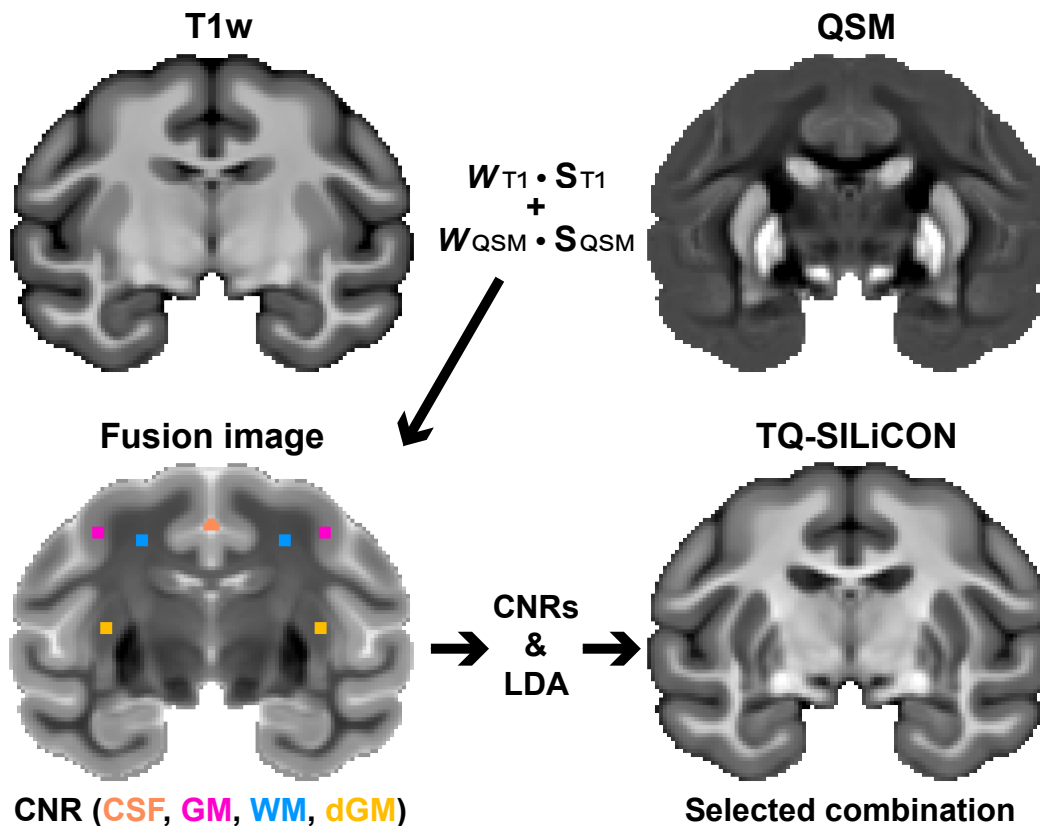 T1w
QSM
WT1 • ST1
+
WQSM • SQSM
Fusion image
TQ-SILiCON
CNRs
&
LDA
CNR (CSF, GM, WM, dGM)
Selected combination